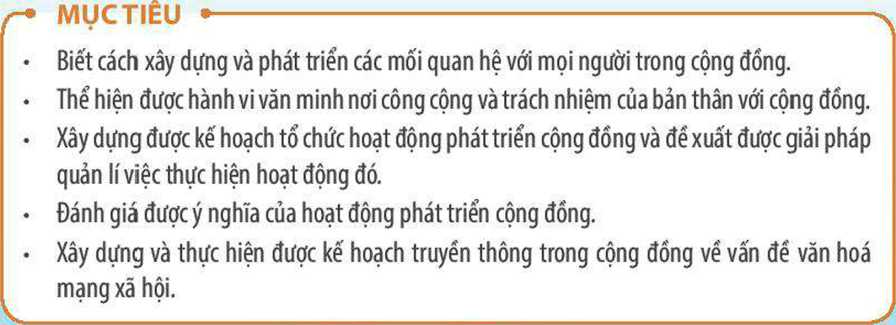 MỤC TIÊU
• Biết cách xây dựng và phát triển các mối quan hệ với mọi người trong cộng đồng.
• Thể hiện được hành vi văn minh nơi công cộng và trách nhiệm của bản thân với cộng đồng.
• Xây dựng được kế hoạch tổ chức hoạt động phát triển cộng đồng và đề xuất được giải pháp
quản lí việc thực hiện hoạt động đó.
• Đánh giá được ý nghĩa của hoạt động phát triển cộng đồng.
• Xây dựng và thực hiện được kế hoạch truyền thông trong cộng đồng về vấn đề văn hoá
mạng xã hội.